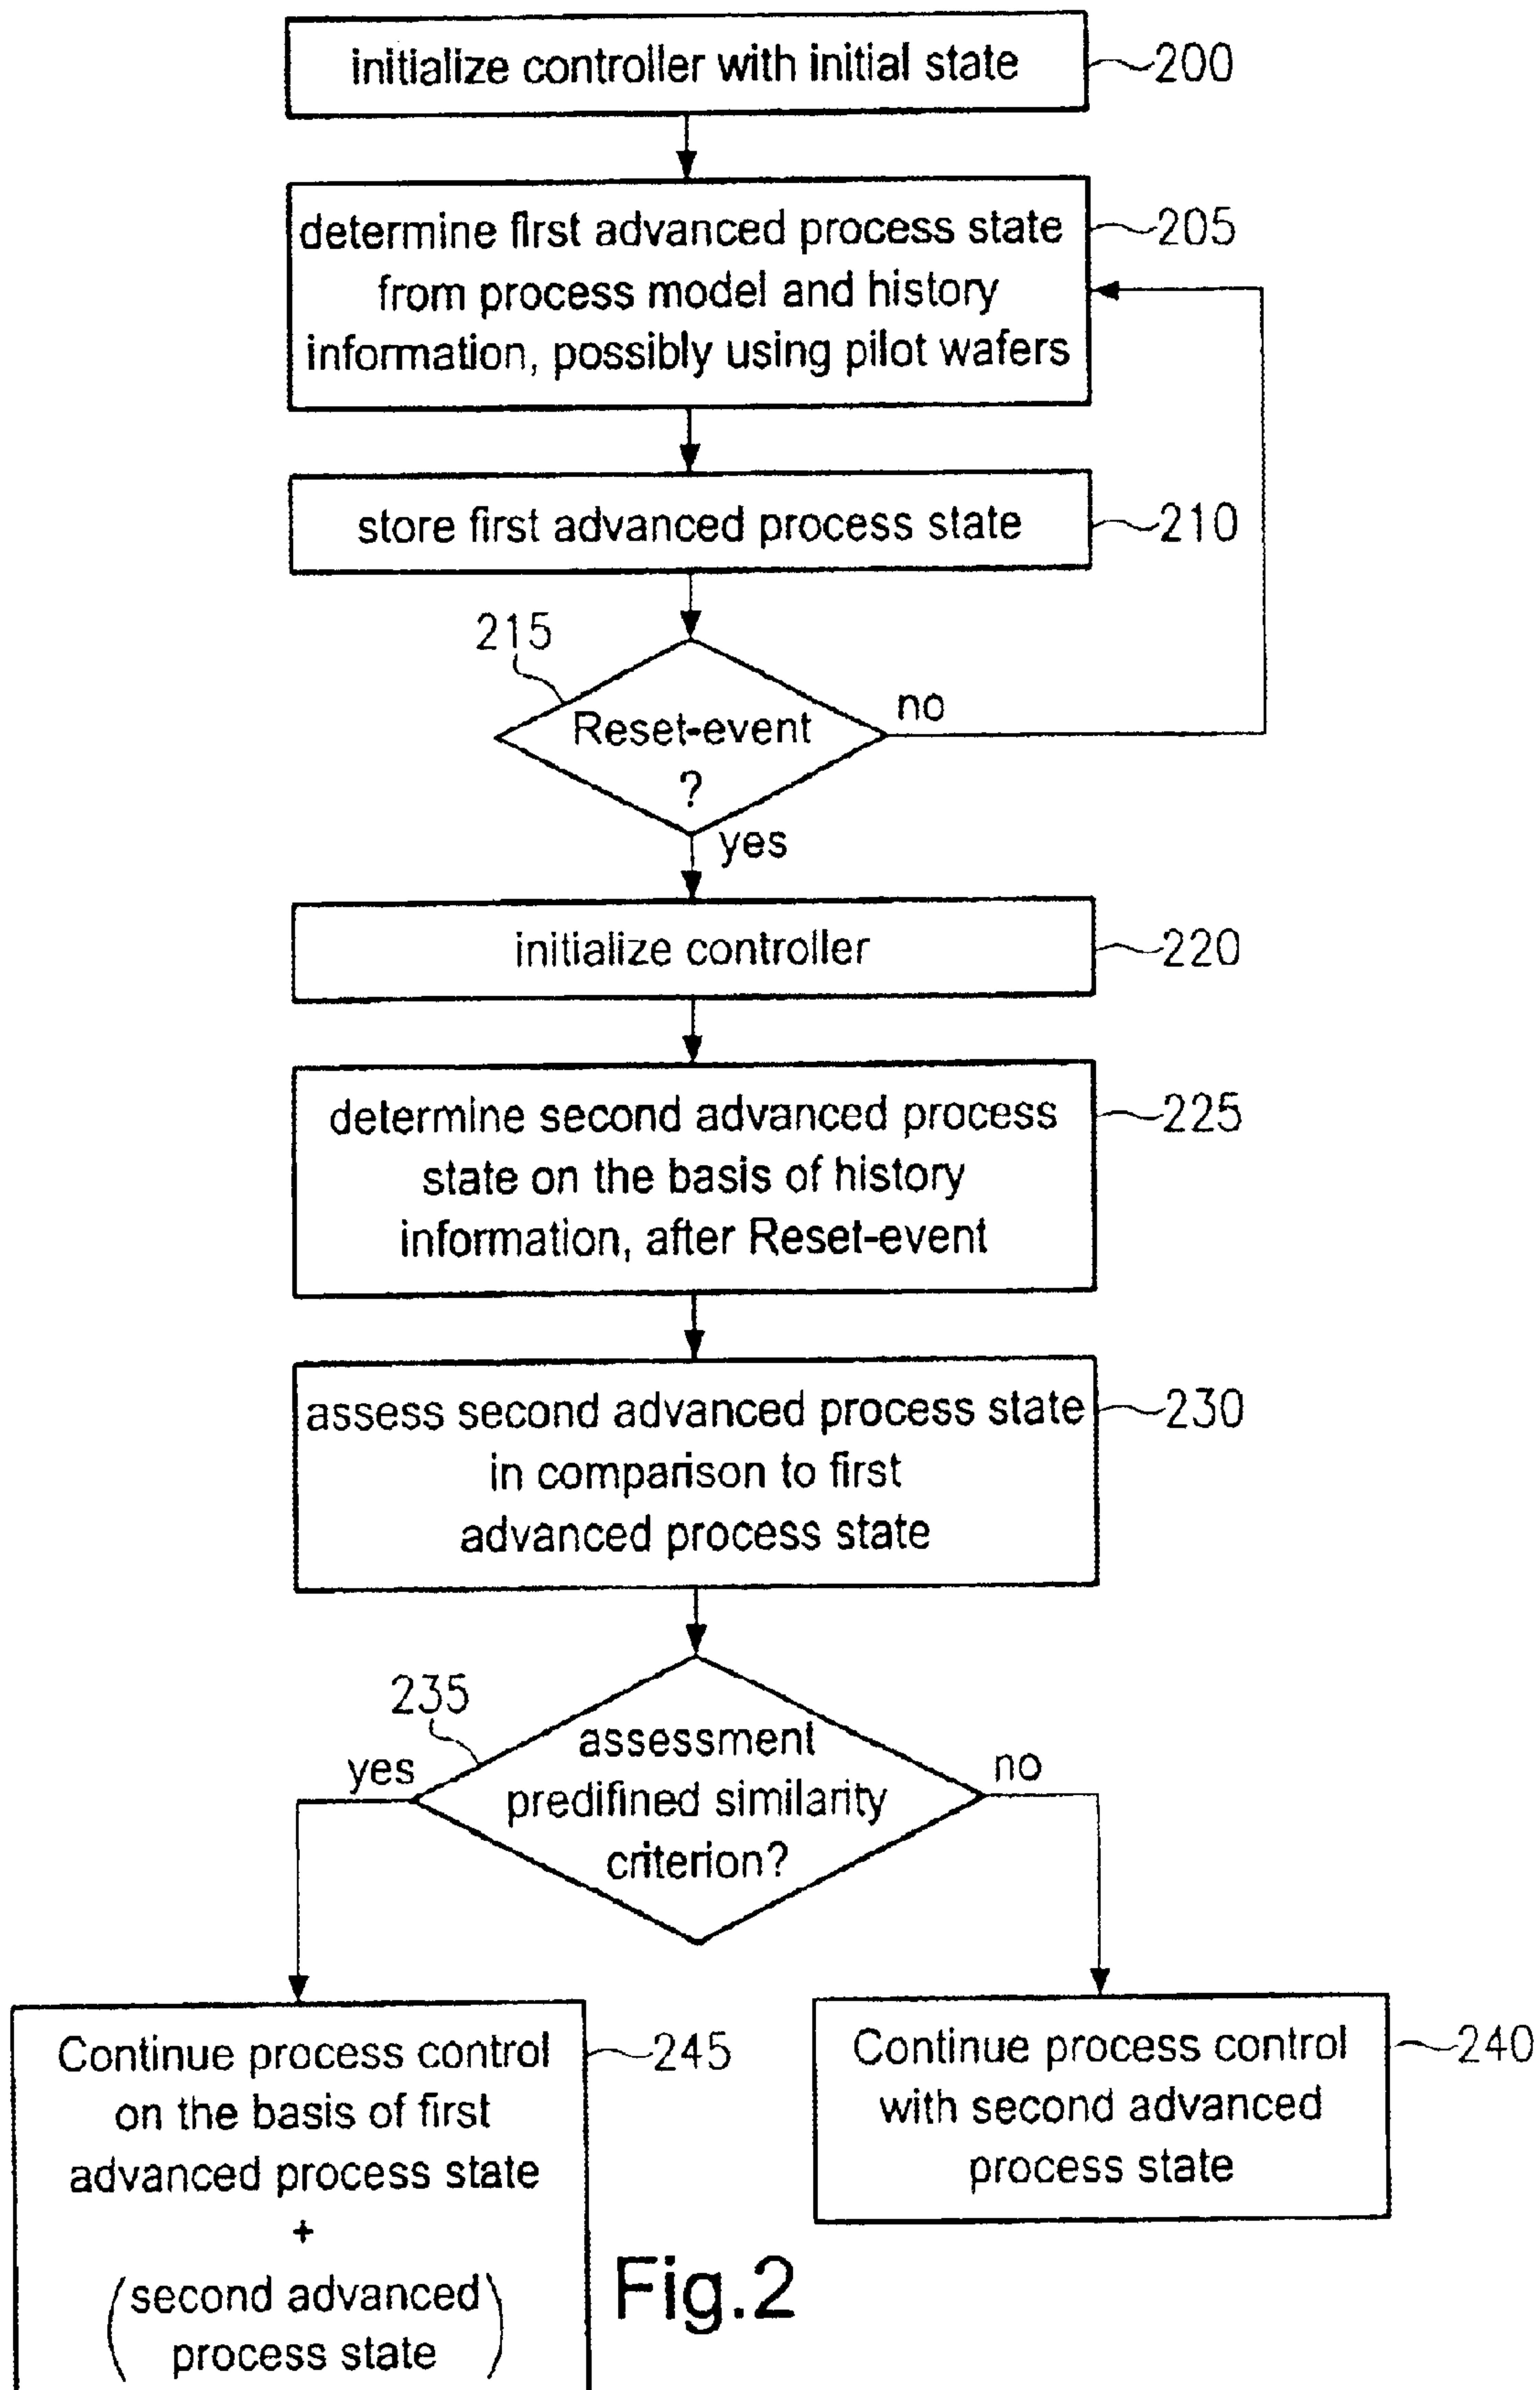 initialize controller with initial state
200
determine first advanced process state
from process model and history
information, possibly using pilot wafers
205
store first advanced process state
210
215
Reset-event
?
no
yes
initialize controller
220
determine second advanced process
state on the basis of history
information, after Reset-event
225
assess second advanced process state
in comparison to first
advanced process state
230
235
assessment
predifined similarity
criterion?
yes
no
Continue process control
on the basis of first
advanced process state
+
(second advanced
process state)
245
Continue process control
with second advanced
process state
240
Fig.2